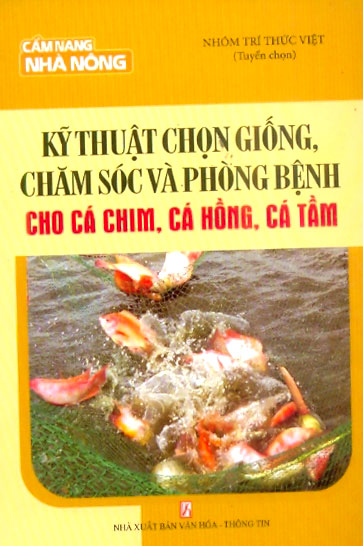 CẨM NANG
NHÀ NÔNG
NHÓM TRÍ THỨC VIỆT
(Tuyển chọn)
KỸ THUẬT CHỌN GIỐNG,
CHĂM SÓC VÀ PHÒNG BỆNH
CHO CÁ CHIM, CÁ HỒNG, CÁ TẦM
NHÀ XUẤT BẢN VĂN HÓA - THÔNG TIN